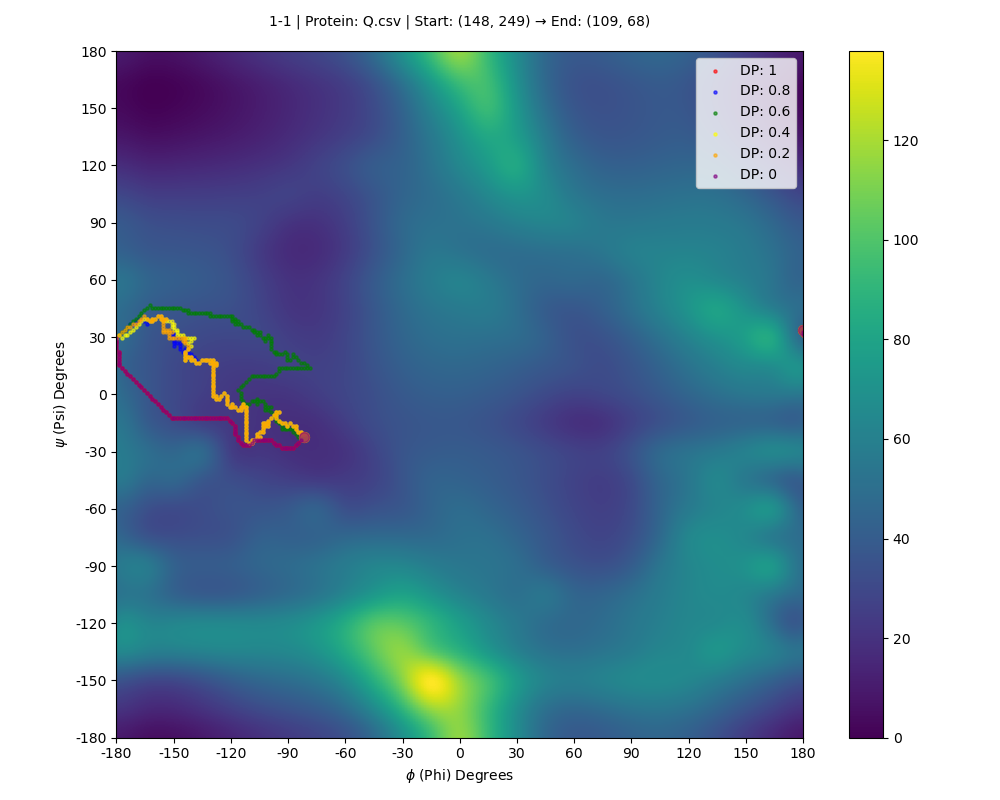 1-1 | Protein: Q.csv | Start: (148, 249) → End: (109, 68)
DP: 1
DP: 0.8
DP: 0.6
DP: 0.4
DP: 0.2
DP: 0
180
150
120
90
60
30
0
-30
-60
-90
-120
-150
-180
ψ (Psi) Degrees
-180 -150 -120 -90 -60 -30 0 30 60 90 120 150 180
ϕ (Phi) Degrees
120
100
80
60
40
20
0